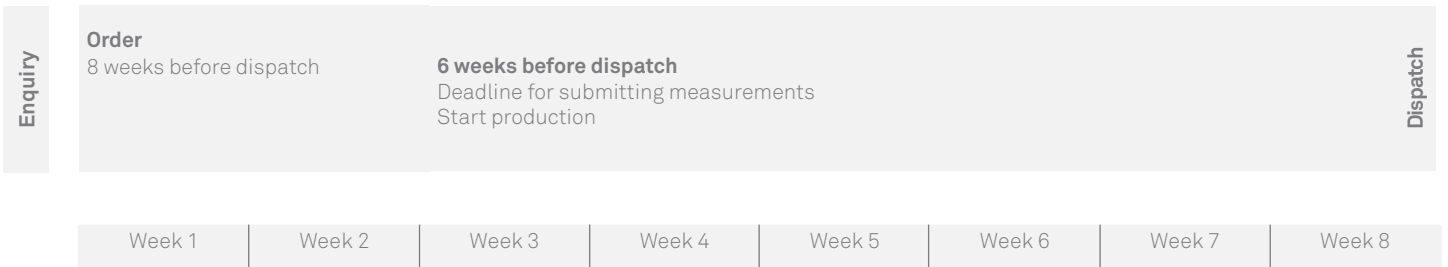 Enquiry
Order
8 weeks before dispatch
6 weeks before dispatch
Deadline for submitting measurements
Start production
Dispatch
Week 1
Week 2
Week 3
Week 4
Week 5
Week 6
Week 7
Week 8